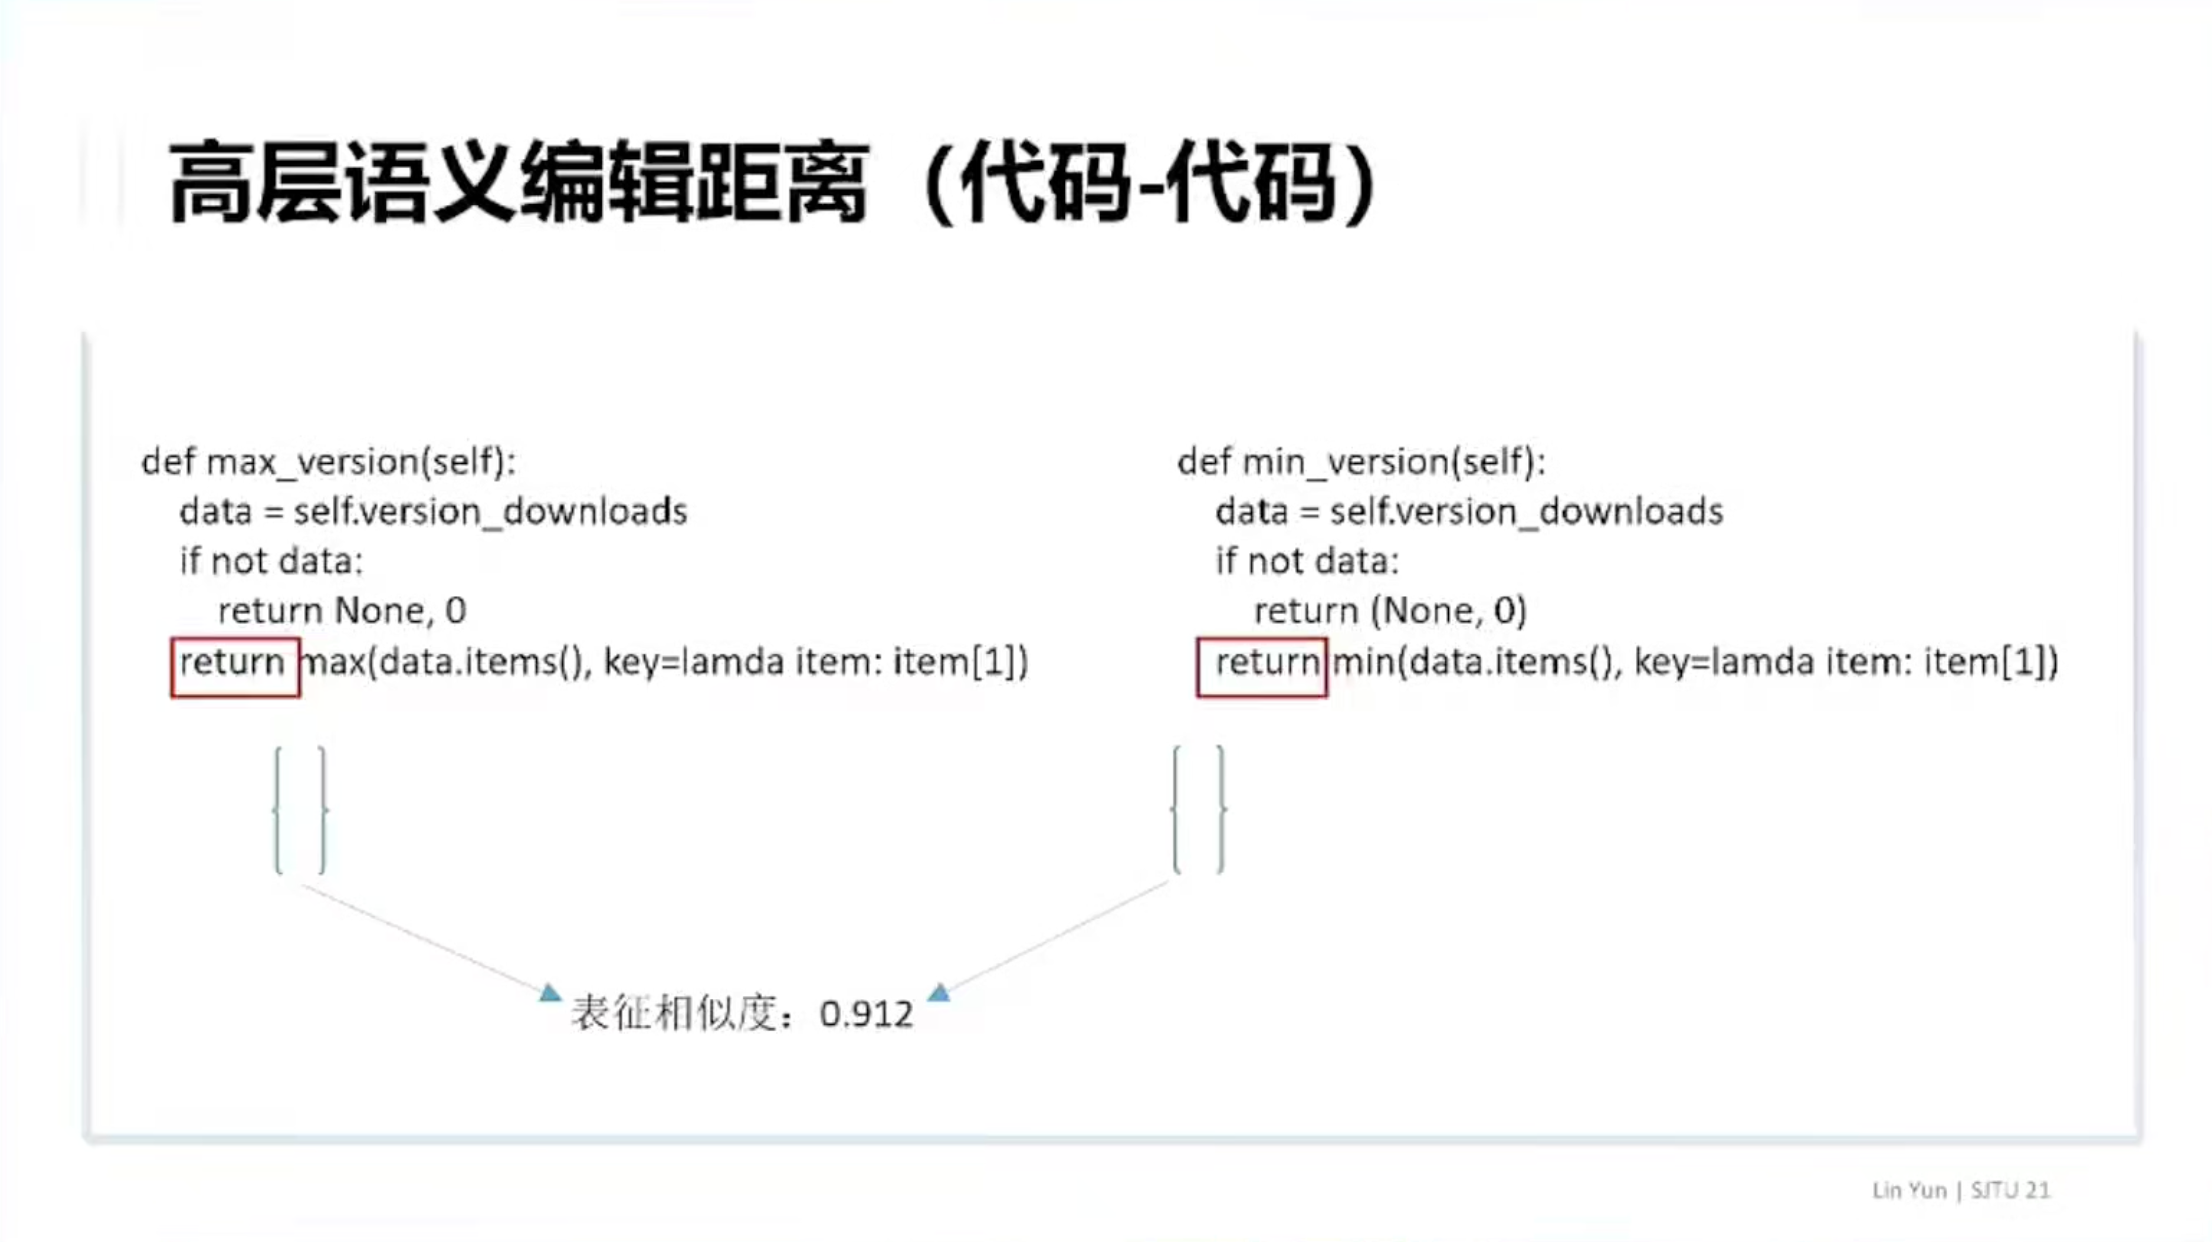 高层语义编辑距离（代码-代码）
def max_version(self):
data = self.version_downloads
if not data:
return None, 0
return max(data.items(), key=lamda item: item[1])
def min_version(self):
data = self.version_downloads
if not data:
return (None, 0)
return min(data.items(), key=lamda item: item[1])
表征相似度：0.912
Lin Yun | SJTU 21